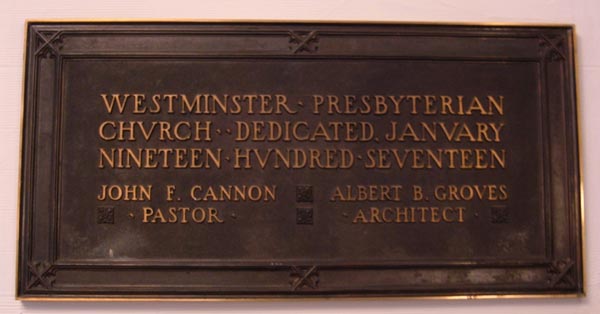 WESTMINSTER · PRESBYTERIAN
CHVRCH · · DEDICATED, JANVARY
NINETEEN · HVNDRED · SEVENTEEN
JOHN F. CANNON ALBERT B. GROVES
· PASTOR · · ARCHITECT ·